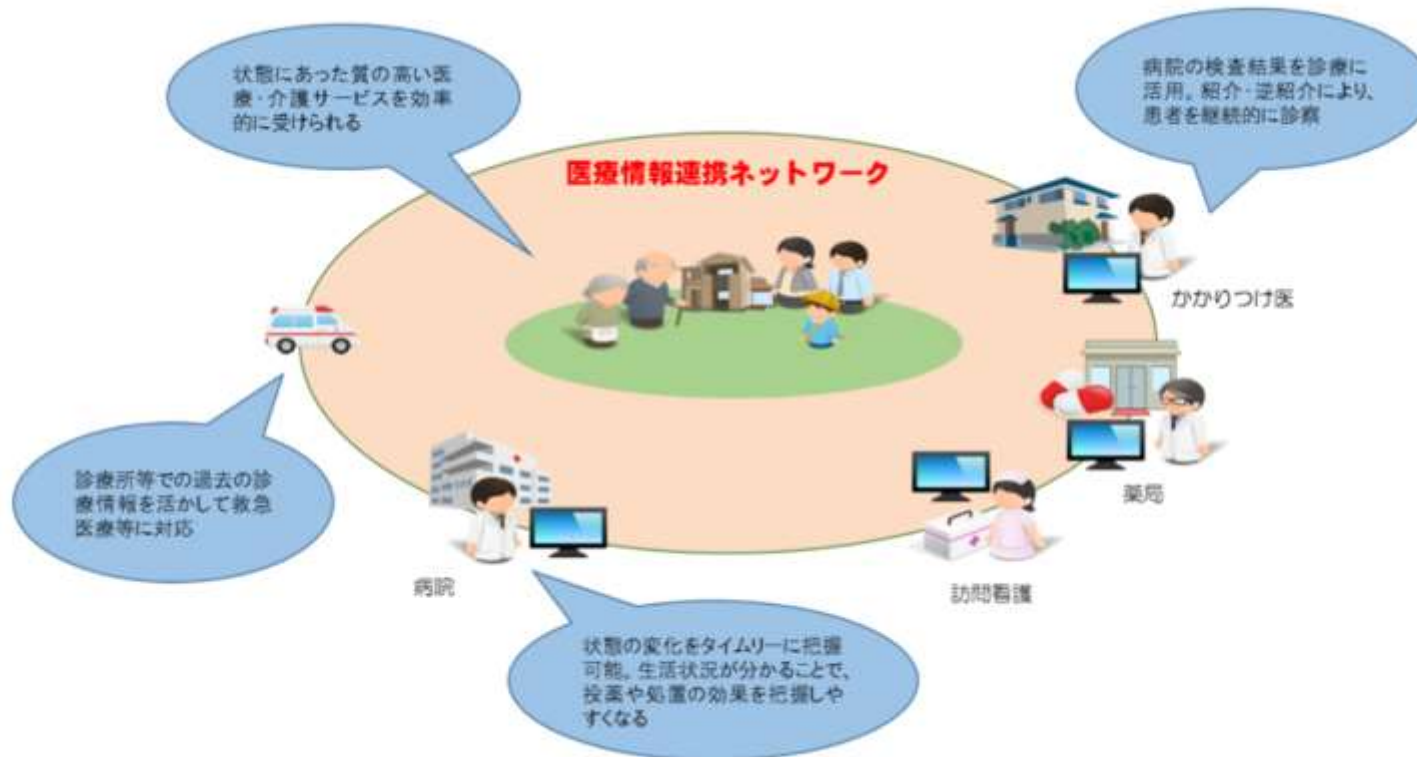 状態にあった質の高い医
療・介護サービスを効率
的に受けられる
病院の検査結果を診療に
活用。紹介・逆紹介により、
患者を継続的に診察
医療情報連携ネットワーク
かかりつけ医
薬局
診療所等での過去の診
療情報を活かして救急
医療等に対応
病院
訪問看護
状態の変化をタイムリーに把握
可能。生活状況が分かることで、
投薬や処置の効果を把握しや
すくなる